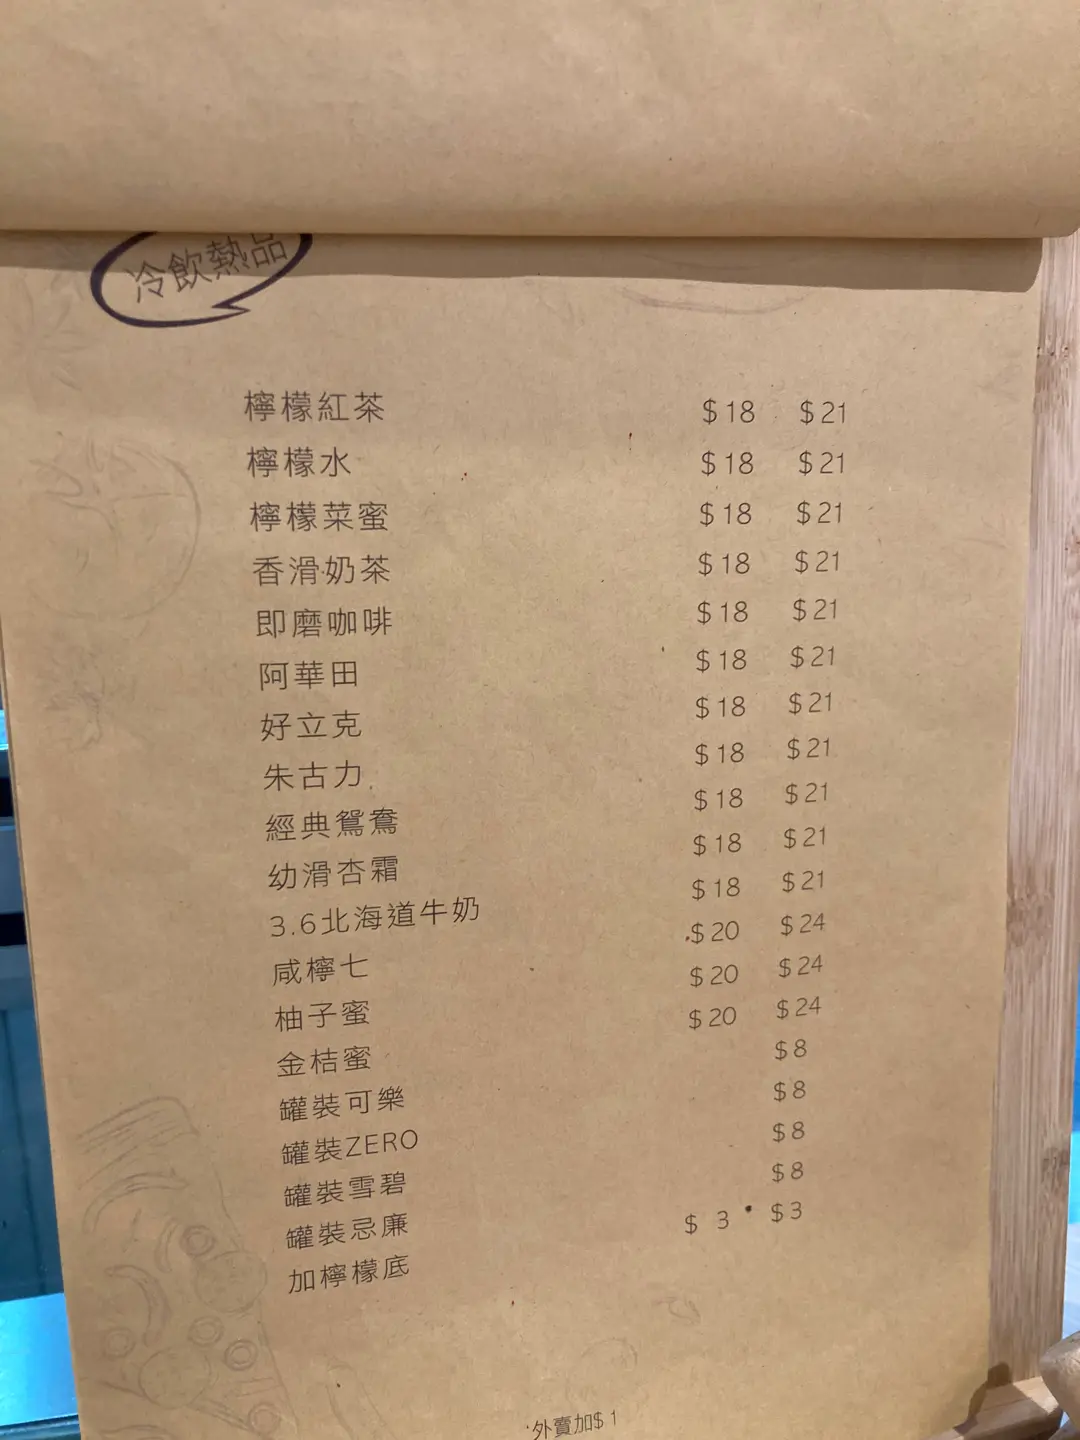 冷飲熱品
檸檬紅茶 $18 $21
檸檬水 $18 $21
檸檬菜蜜 $18 $21
香滑奶茶 $18 $21
即磨咖啡 $18 $21
阿華田 $18 $21
好立克 $18 $21
朱古力 $18 $21
經典鴛鴦 $18 $21
幼滑杏霜 $18 $21
3.6北海道牛奶 $18 $21
咸檸七 $20 $24
柚子蜜 $20 $24
金桔蜜 $20 $24
罐裝可樂 $8
罐裝ZERO $8
罐裝雪碧 $8
罐裝忌廉 $8
加檸檬底 $ 3 $3
外賣加$ 1